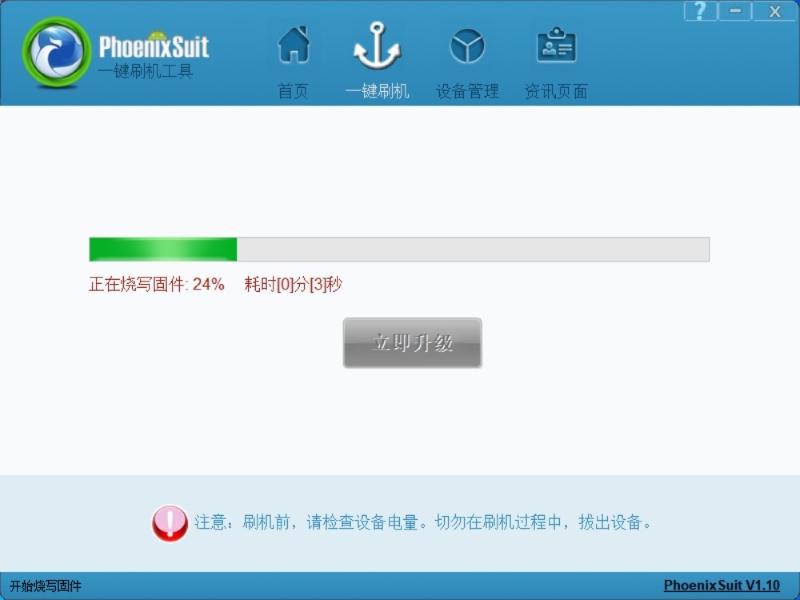 PhoenixSuit
一键刷机工具
首页 一键刷机 设备管理 资讯页面
正在烧写固件: 24% 耗时[0]分[3]秒
立即升级
注意：刷机前，请检查设备电量。切勿在刷机过程中，拔出设备。
开始烧写固件 PhoenixSuit V1.10